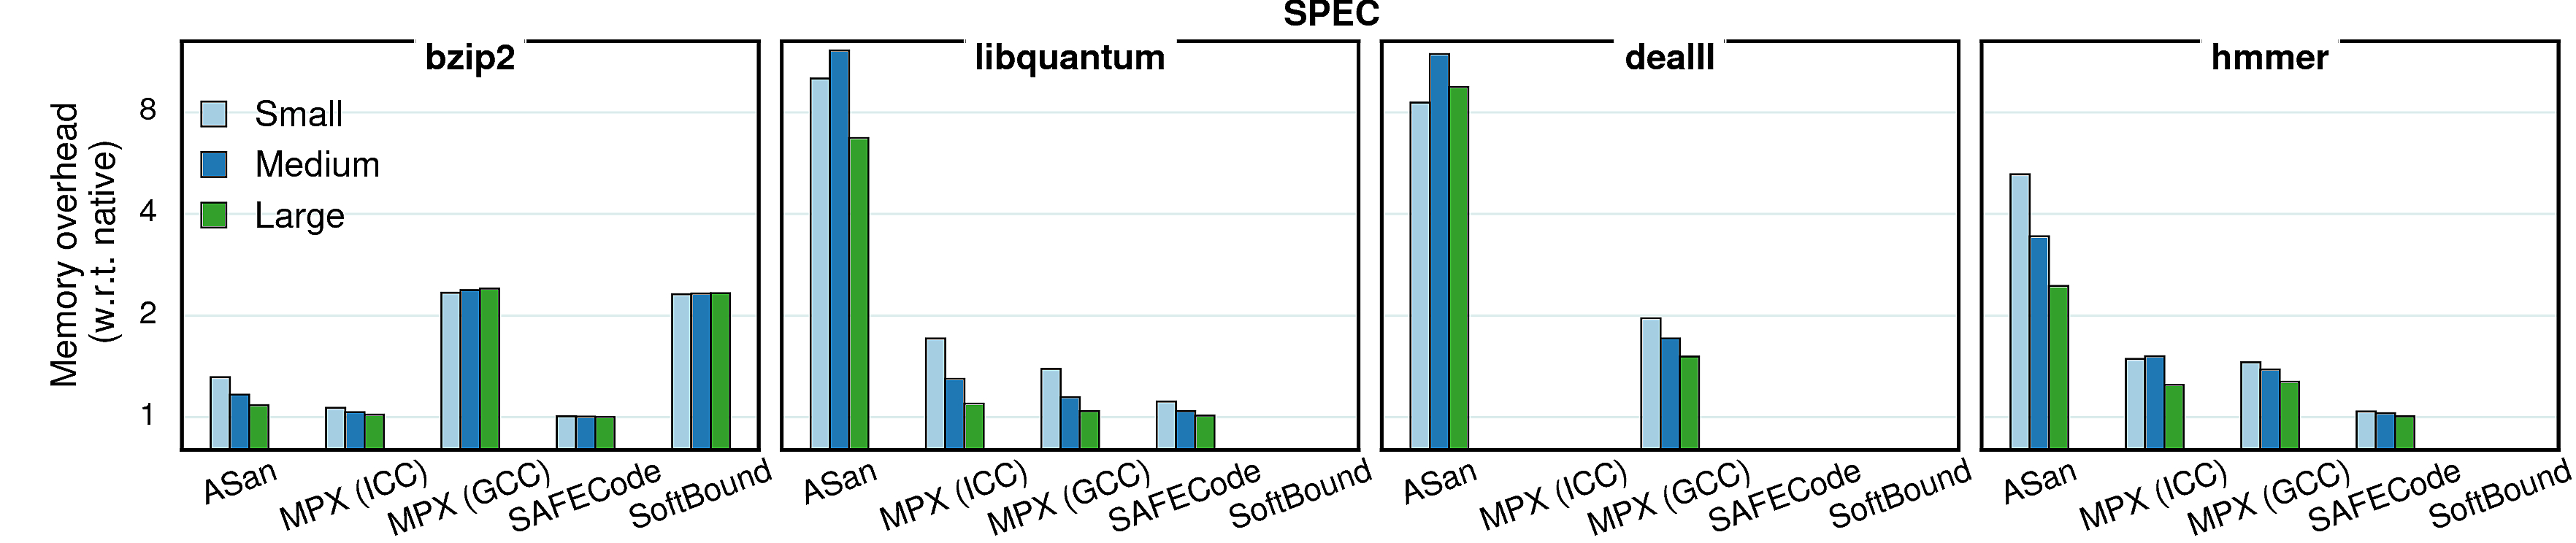 SPEC
bzip2
libquantum
dealII
hmmer
Memory overhead
(w.r.t. native)
8
4
2
1
Small
Medium
Large
ASan
MPX (ICC)
MPX (GCC)
SAFECode
SoftBound
ASan
MPX (ICC)
MPX (GCC)
SAFECode
SoftBound
ASan
MPX (ICC)
MPX (GCC)
SAFECode
SoftBound
ASan
MPX (ICC)
MPX (GCC)
SAFECode
SoftBound